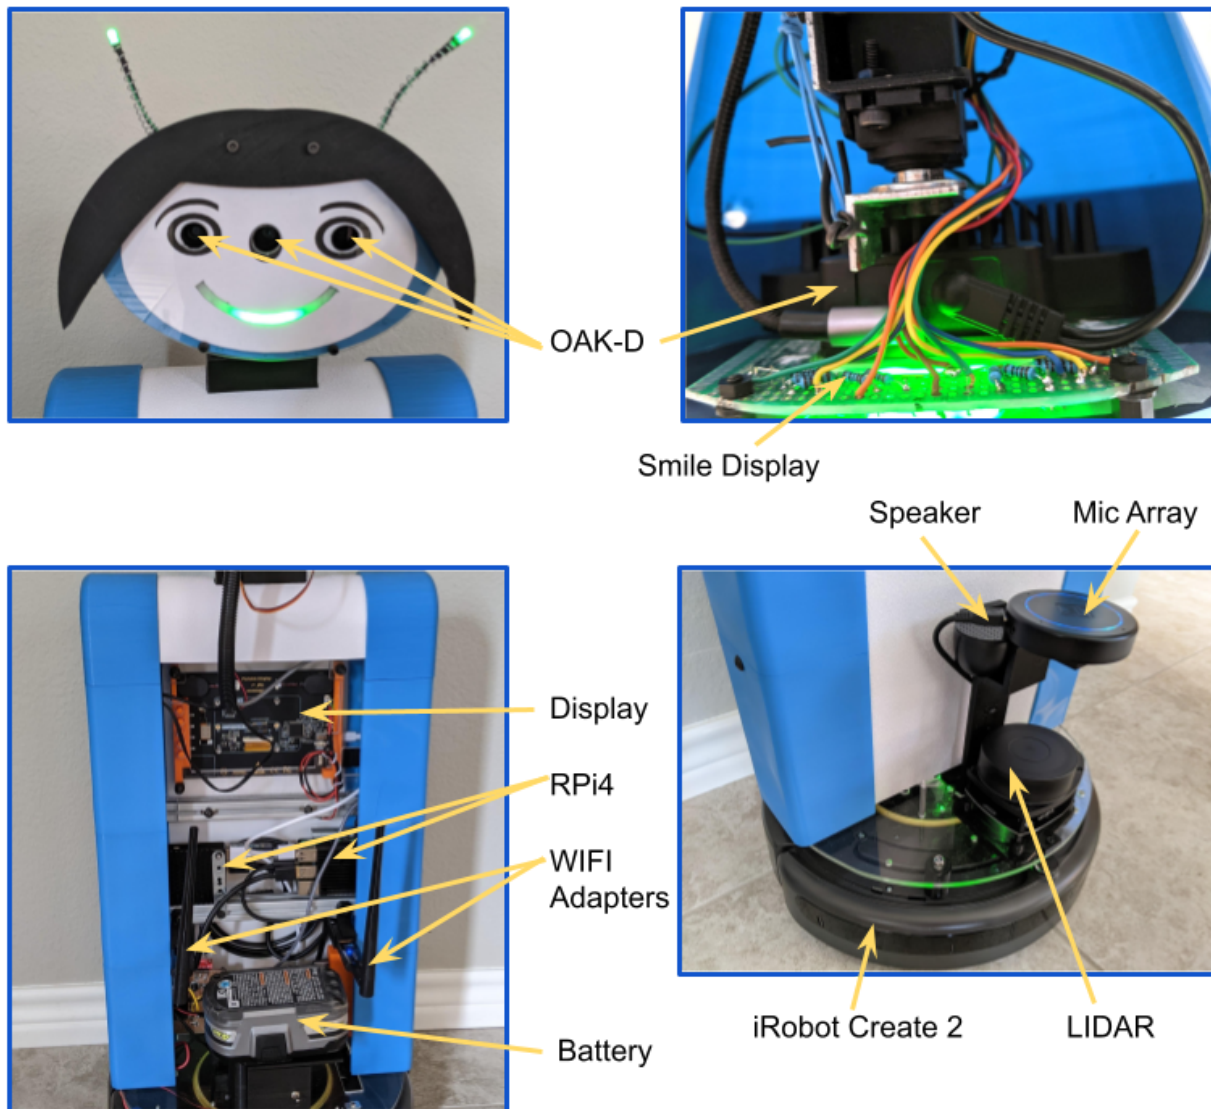 OAK-D
Smile Display
Speaker
Mic Array
Display
RPi4
WIFI
Adapters
Battery
iRobot Create 2
LIDAR